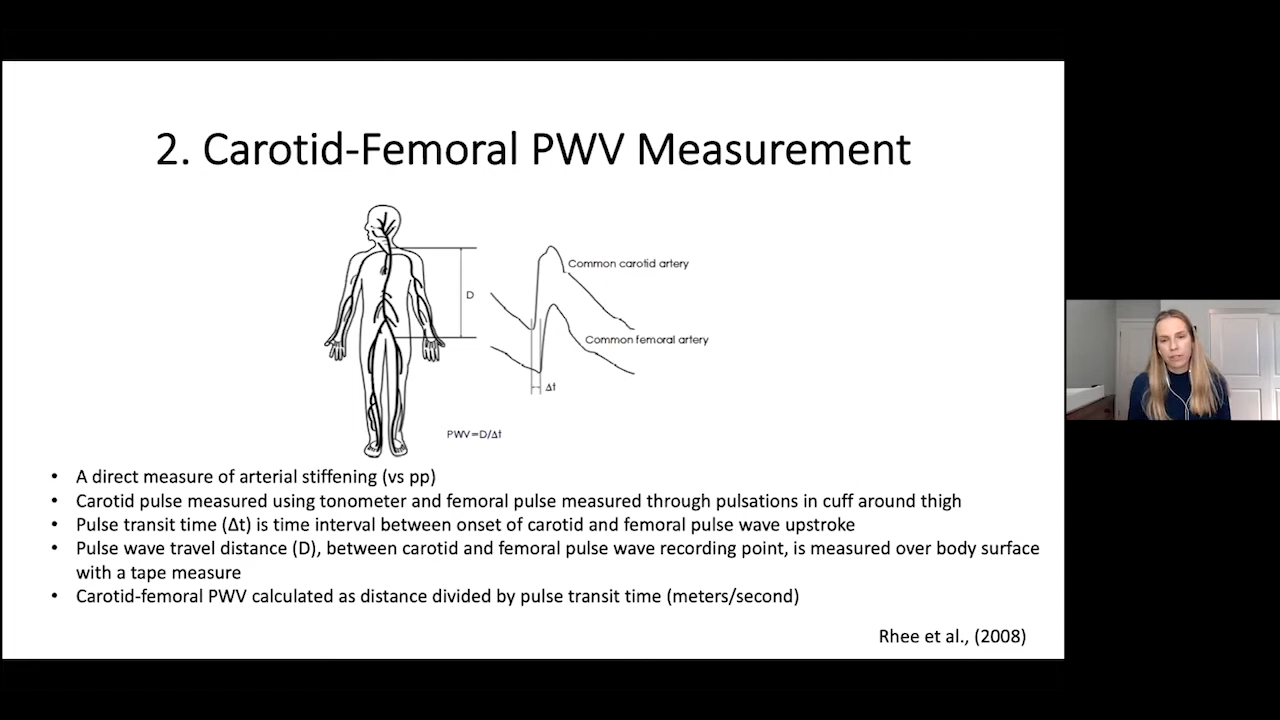 2. Carotid-Femoral PWV Measurement
Common carotid artery
D
Common femoral artery
Δt
PWV=D/Δt
• A direct measure of arterial stiffening (vs pp)
• Carotid pulse measured using tonometer and femoral pulse measured through pulsations in cuff around thigh
• Pulse transit time (Δt) is time interval between onset of carotid and femoral pulse wave upstroke
• Pulse wave travel distance (D), between carotid and femoral pulse wave recording point, is measured over body surface
with a tape measure
• Carotid-femoral PWV calculated as distance divided by pulse transit time (meters/second)
Rhee et al., (2008)